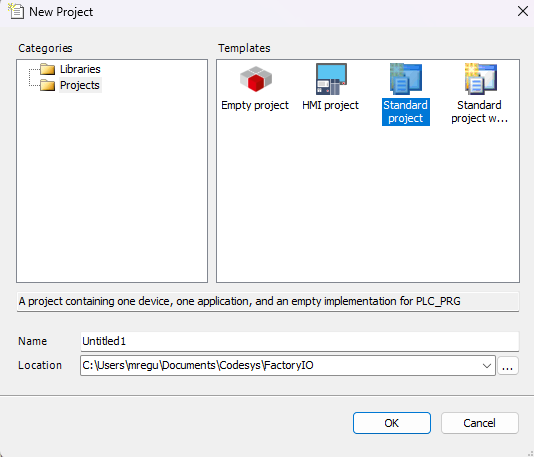 New Project
Categories
Templates
Libraries
Projects
Empty project
HMI project
Standard
project
Standard
project w...
A project containing one device, one application, and an empty implementation for PLC_PRG
Name
Untitled1
Location
C:\Users\mregu\Documents\Codesys\FactoryIO
...
OK
Cancel